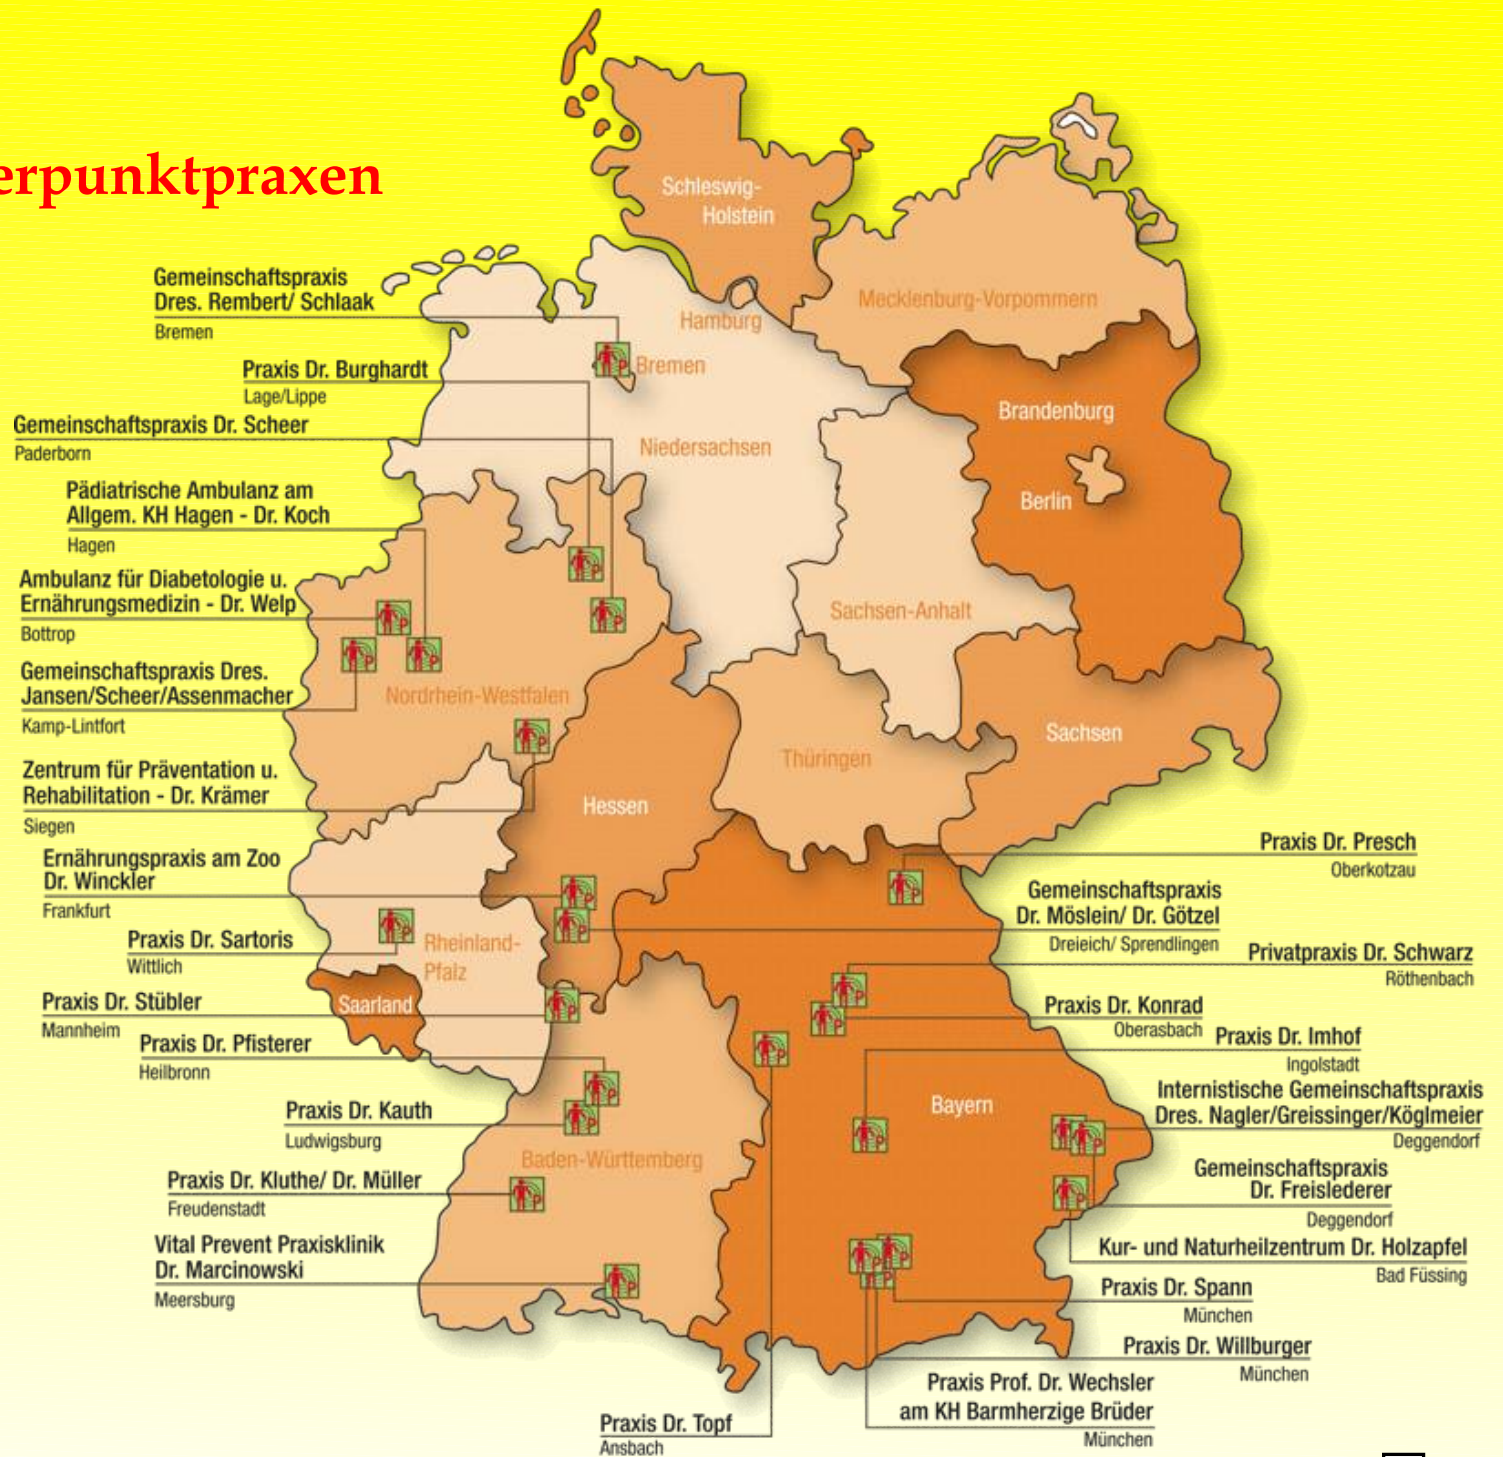 erpunktpraxen
Gemeinschaftspraxis
Dres. Rembert/ Schlaak
Bremen
Praxis Dr. Burghardt
Lage/Lippe
Gemeinschaftspraxis Dr. Scheer
Paderborn
Pädiatrische Ambulanz am
Allgem. KH Hagen - Dr. Koch
Hagen
Ambulanz für Diabetologie u.
Ernährungsmedizin - Dr. Welp
Bottrop
Gemeinschaftspraxis Dres.
Jansen/Scheer/Assenmacher
Kamp-Lintfort
Zentrum für Präventation u.
Rehabilitation - Dr. Krämer
Siegen
Ernährungspraxis am Zoo
Dr. Winckler
Frankfurt
Praxis Dr. Sartoris
Wittlich
Praxis Dr. Stübler
Mannheim
Praxis Dr. Pfisterer
Heilbronn
Praxis Dr. Kauth
Ludwigsburg
Praxis Dr. Kluthe/ Dr. Müller
Freudenstadt
Vital Prevent Praxisklinik
Dr. Marcinowski
Meersburg
Schleswig-
Holstein
Mecklenburg-Vorpommern
Hamburg
Bremen
Niedersachsen
Brandenburg
Berlin
Sachsen-Anhalt
Nordrhein-Westfalen
Sachsen
Thüringen
Hessen
Rheinland-
Pfalz
Saarland
Bayern
Baden-Württemberg
Praxis Dr. Presch
Oberkotzau
Gemeinschaftspraxis
Dr. Möslein/ Dr. Götzel
Dreieich/ Sprendlingen
Privatpraxis Dr. Schwarz
Röthenbach
Praxis Dr. Konrad
Oberasbach
Praxis Dr. Imhof
Ingolstadt
Internistische Gemeinschaftspraxis
Dres. Nagler/Greissinger/Köglmeier
Deggendorf
Gemeinschaftspraxis
Dr. Freislederer
Deggendorf
Kur- und Naturheilzentrum Dr. Holzapfel
Bad Füssing
Praxis Dr. Spann
München
Praxis Dr. Willburger
München
Praxis Prof. Dr. Wechsler
am KH Barmherzige Brüder
München
Praxis Dr. Topf
Ansbach